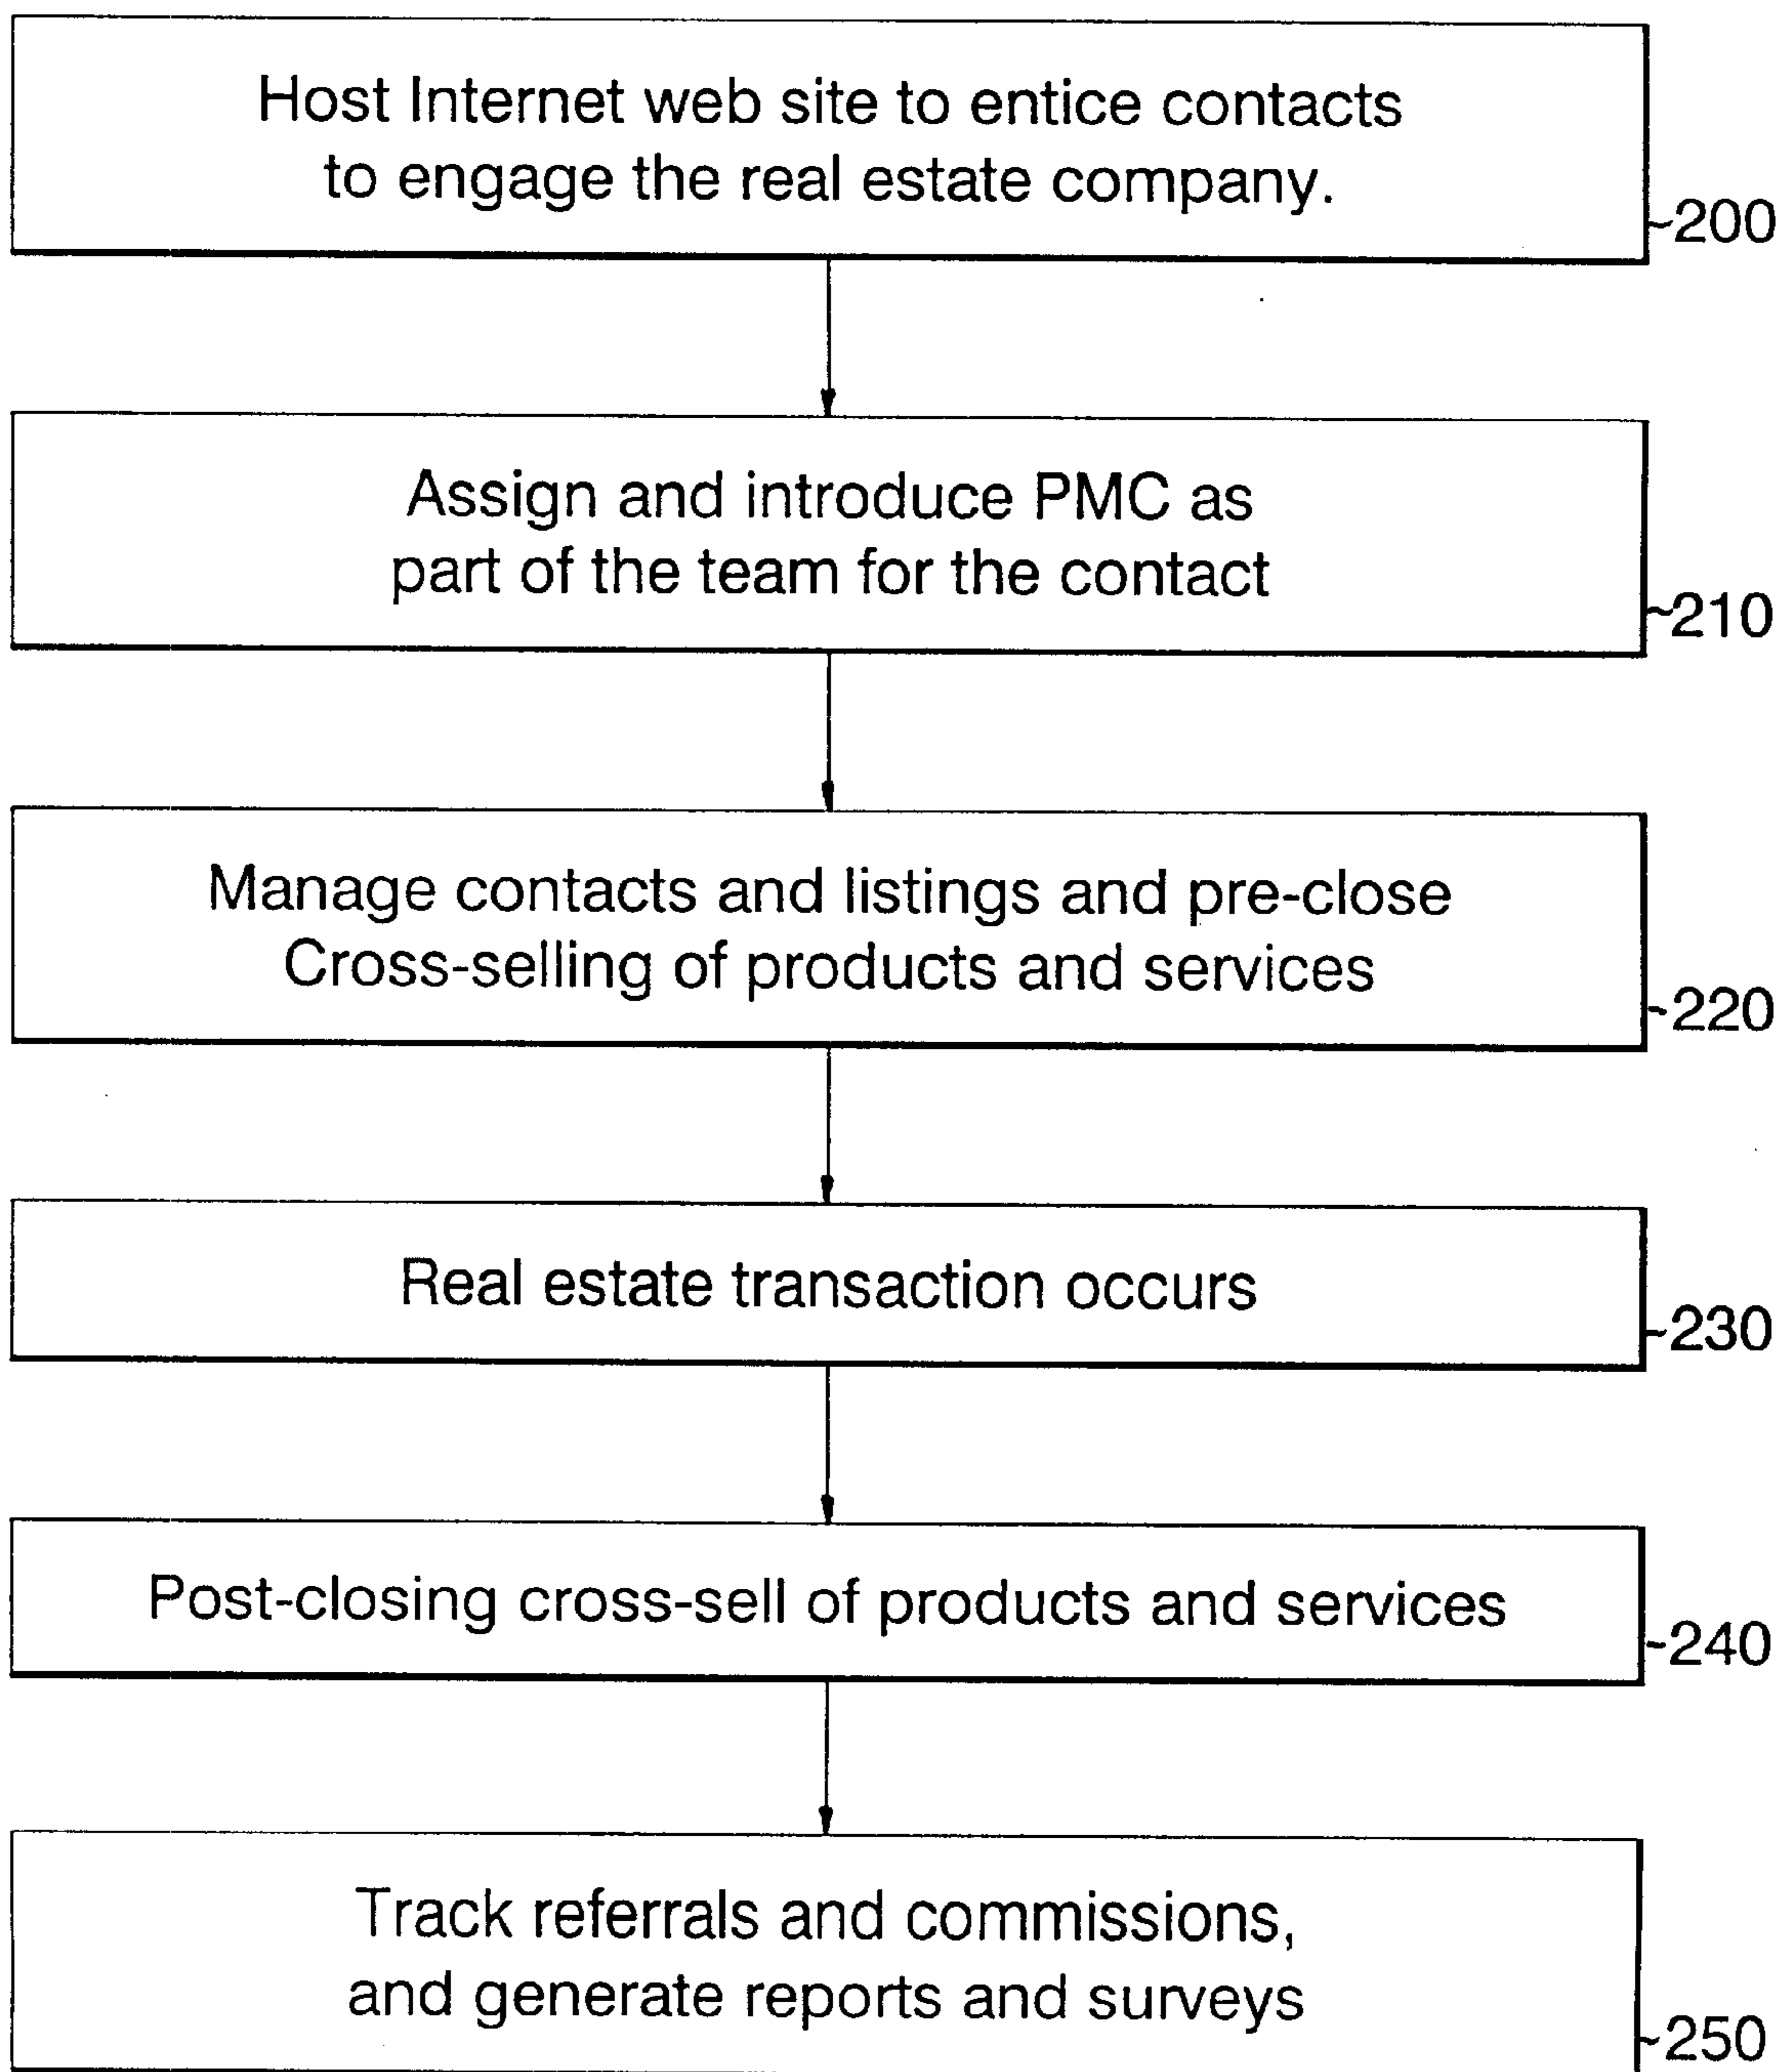 Host Internet web site to entice contacts
to engage the real estate company.
~200
Assign and introduce PMC as
part of the team for the contact
~210
Manage contacts and listings and pre-close
Cross-selling of products and services
~220
Real estate transaction occurs
~230
Post-closing cross-sell of products and services
~240
Track referrals and commissions,
and generate reports and surveys
~250